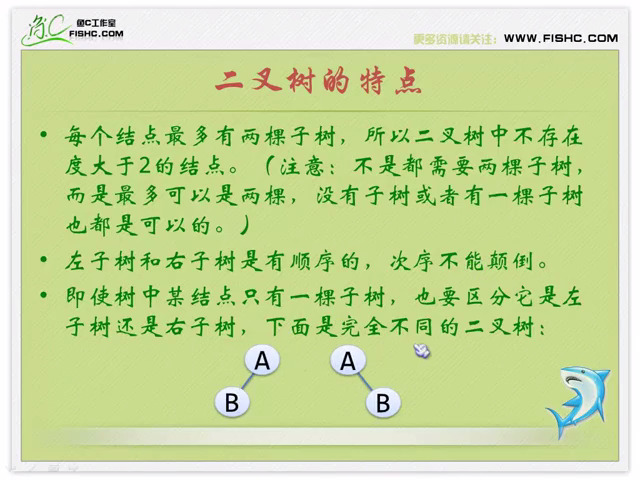 鱼C工作室
FISHC.COM
更多资源请关注：WWW.FISHC.COM
二叉树的特点
• 每个结点最多有两棵子树，所以二叉树中不存在
度大于2的结点。（注意：不是都需要两棵子树，
而是最多可以是两棵，没有子树或者有一棵子树
也都是可以的。）
• 左子树和右子树是有顺序的，次序不能颠倒。
• 即使树中某结点只有一棵子树，也要区分它是左
子树还是右子树，下面是完全不同的二叉树：
A A
B B